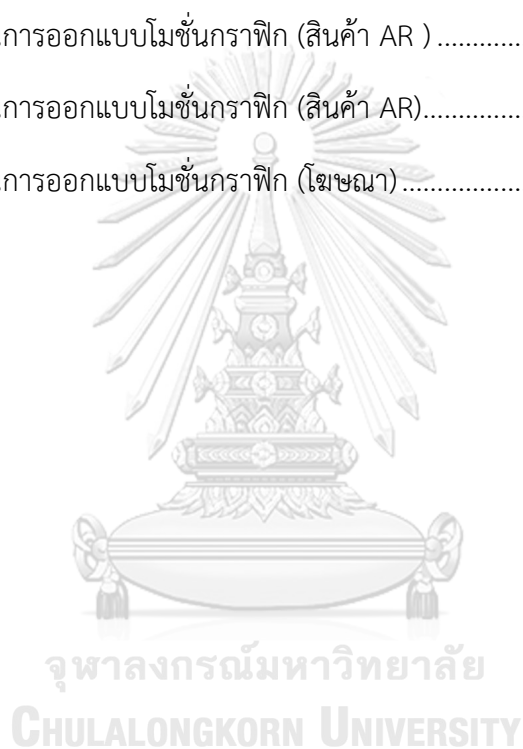 .การออกแบบโมชั่นกราฟิก (สินค้า AR ) ............
.การออกแบบโมชั่นกราฟิก (สินค้า AR)...............
.การออกแบบโมชั่นกราฟิก (โฆษณา) ..................
จุฬาลงกรณ์มหาวิทยาลัย
CHULALONGKORN UNIVERSITY